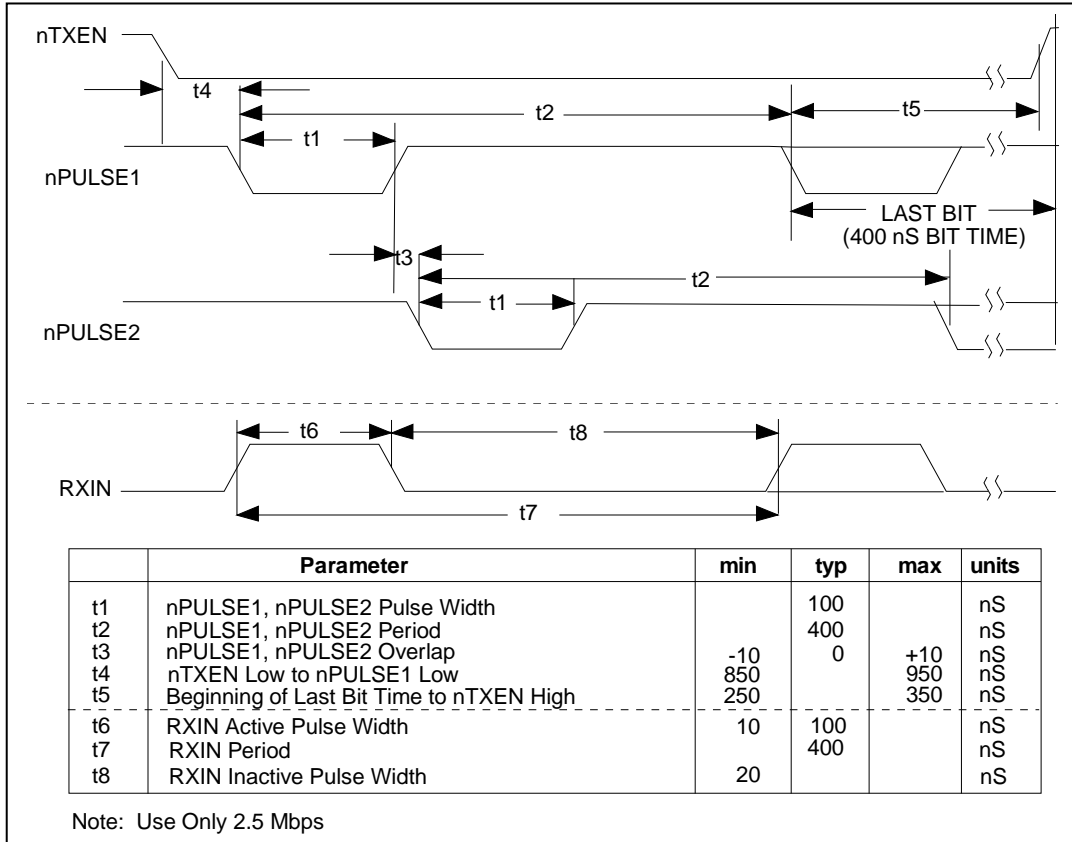 nTXEN
t4
t2
t5
t1
nPULSE1
LAST BIT
(400 nS BIT TIME)
t3
t2
t1
nPULSE2
t6
t8
RXIN
t7
Parameter min typ max units
t1 nPULSE1, nPULSE2 Pulse Width 100 nS
t2 nPULSE1, nPULSE2 Period 400 nS
t3 nPULSE1, nPULSE2 Overlap -10 0 +10 nS
t4 nTXEN Low to nPULSE1 Low 850 950 nS
t5 Beginning of Last Bit Time to nTXEN High 250 350 nS
t6 RXIN Active Pulse Width 10 100 nS
t7 RXIN Period 400 nS
t8 RXIN Inactive Pulse Width 20 nS
Note: Use Only 2.5 Mbps